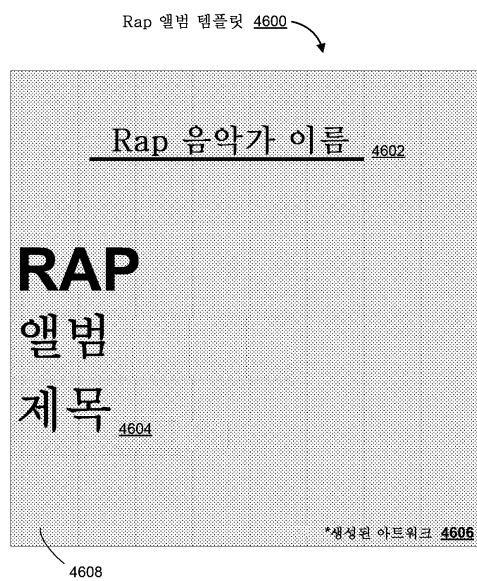 Rap 앨범 템플릿 4600
Rap 음악가 이름 4602
RAP
앨범
제목 4604
*생성된 아트워크 4606
4608